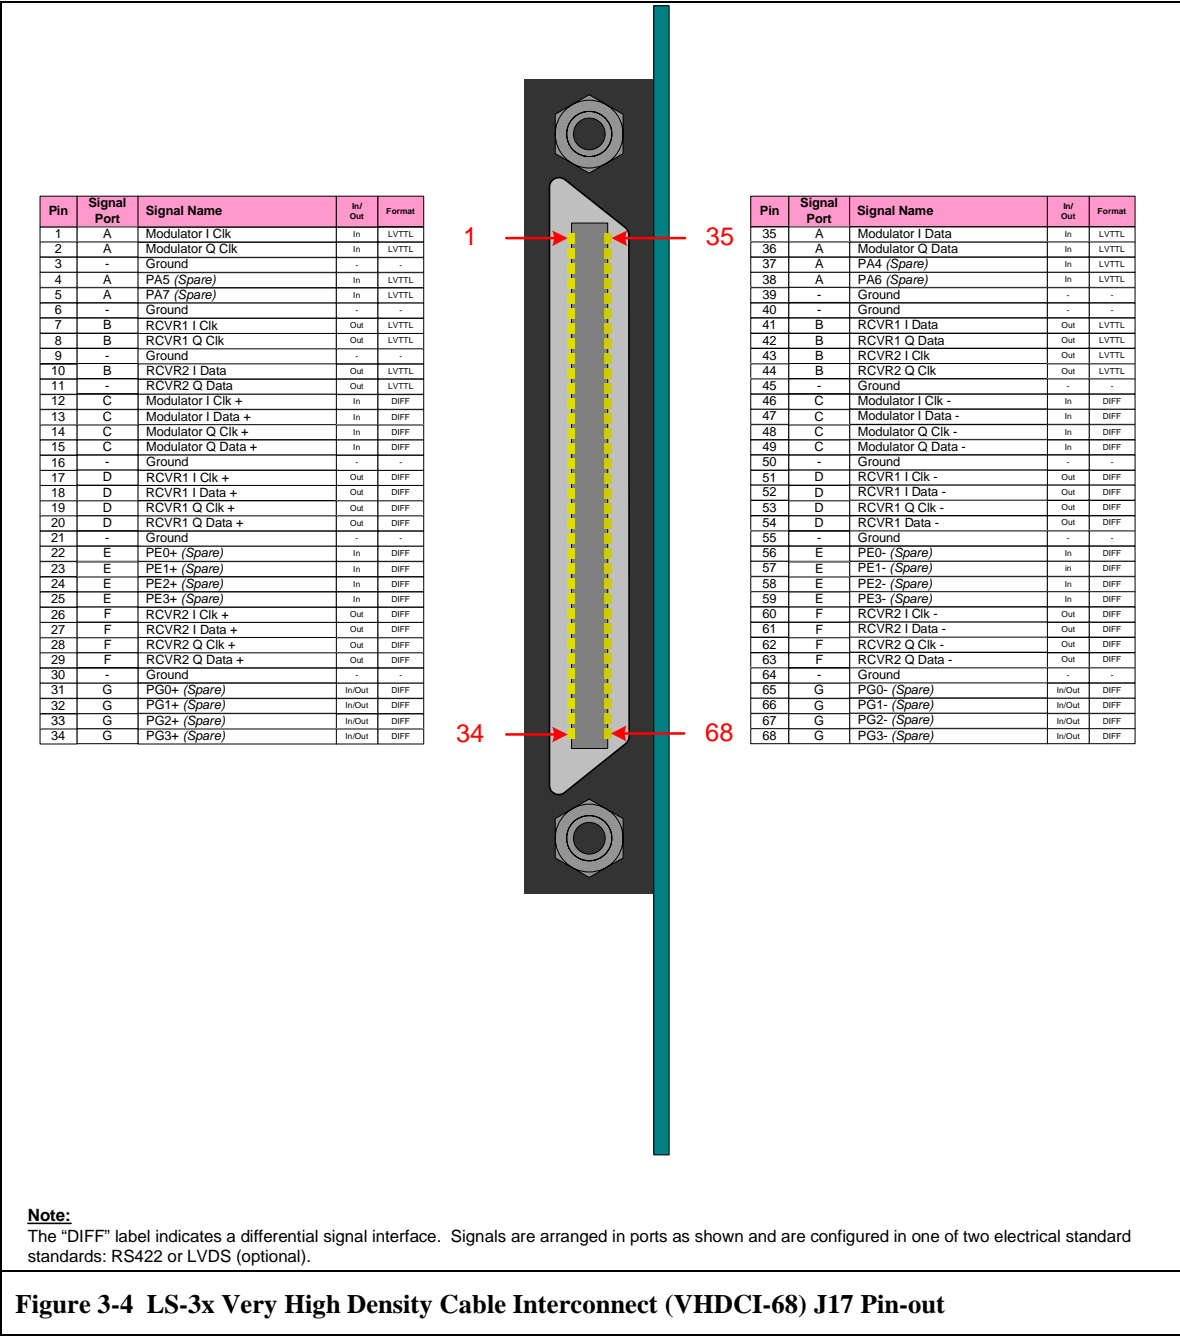 Pin Signal Port Signal Name In/Out Format
1 A Modulator I Clk In LVTTL
2 A Modulator Q Clk In LVTTL
3 - Ground - -
4 A PA5 (Spare) In LVTTL
5 A PA7 (Spare) In LVTTL
6 - Ground - -
7 B RCVR1 I Clk Out LVTTL
8 B RCVR1 Q Clk Out LVTTL
9 - Ground - -
10 B RCVR2 I Data Out LVTTL
11 - RCVR2 Q Data Out LVTTL
12 C Modulator I Clk + In DIFF
13 C Modulator I Data + In DIFF
14 C Modulator Q Clk + In DIFF
15 C Modulator Q Data + In DIFF
16 - Ground - -
17 D RCVR1 I Clk + Out DIFF
18 D RCVR1 I Data + Out DIFF
19 D RCVR1 Q Clk + Out DIFF
20 D RCVR1 Q Data + Out DIFF
21 - Ground - -
22 E PE0+ (Spare) In DIFF
23 E PE1+ (Spare) In DIFF
24 E PE2+ (Spare) In DIFF
25 E PE3+ (Spare) In DIFF
26 F RCVR2 I Clk + Out DIFF
27 F RCVR2 I Data + Out DIFF
28 F RCVR2 Q Clk + Out DIFF
29 F RCVR2 Q Data + Out DIFF
30 - Ground - -
31 G PG0+ (Spare) In/Out DIFF
32 G PG1+ (Spare) In/Out DIFF
33 G PG2+ (Spare) In/Out DIFF
34 G PG3+ (Spare) In/Out DIFF
1
35
34
68
Pin Signal Port Signal Name In/Out Format
35 A Modulator I Data In LVTTL
36 A Modulator Q Data In LVTTL
37 A PA4 (Spare) In LVTTL
38 A PA6 (Spare) In LVTTL
39 - Ground - -
40 - Ground - -
41 B RCVR1 I Data Out LVTTL
42 B RCVR1 Q Data Out LVTTL
43 B RCVR2 I Clk Out LVTTL
44 B RCVR2 Q Clk Out LVTTL
45 - Ground - -
46 C Modulator I Clk - In DIFF
47 C Modulator I Data - In DIFF
48 C Modulator Q Clk - In DIFF
49 C Modulator Q Data - In DIFF
50 - Ground - -
51 D RCVR1 I Clk - Out DIFF
52 D RCVR1 I Data - Out DIFF
53 D RCVR1 Q Clk - Out DIFF
54 D RCVR1 Data - Out DIFF
55 - Ground - -
56 E PE0- (Spare) In DIFF
57 E PE1- (Spare) in DIFF
58 E PE2- (Spare) In DIFF
59 E PE3- (Spare) In DIFF
60 F RCVR2 I Clk - Out DIFF
61 F RCVR2 I Data - Out DIFF
62 F RCVR2 Q Clk - Out DIFF
63 F RCVR2 Q Data - Out DIFF
64 - Ground - -
65 G PG0- (Spare) In/Out DIFF
66 G PG1- (Spare) In/Out DIFF
67 G PG2- (Spare) In/Out DIFF
68 G PG3- (Spare) In/Out DIFF
Note:
The “DIFF” label indicates a differential signal interface. Signals are arranged in ports as shown and are configured in one of two electrical standard
standards: RS422 or LVDS (optional).
Figure 3-4 LS-3x Very High Density Cable Interconnect (VHDCI-68) J17 Pin-out